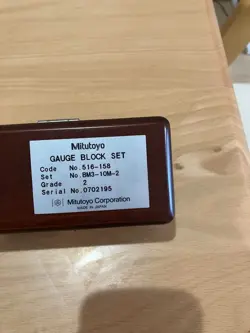 Mitutoyo
GAUGE BLOCK SET
Code No.516-158
Set No.BM3-10M-2
Grade 2
Serial No.0702195
Mitutoyo Corporation
MADE IN JAPAN